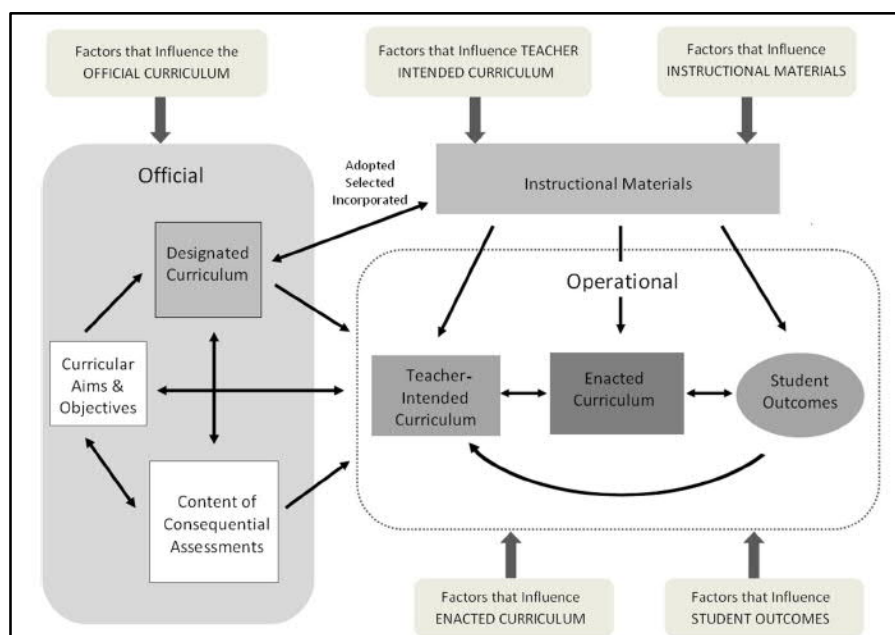 Factors that Influence the
OFFICIAL CURRICULUM
Factors that Influence TEACHER
INTENDED CURRICULUM
Factors that Influence
INSTRUCTIONAL MATERIALS
Official
Adopted
Selected
Incorporated
Instructional Materials
Designated
Curriculum
Operational
Curricular
Aims &
Objectives
Teacher-
Intended
Curriculum
Enacted
Curriculum
Student
Outcomes
Content of
Consequential
Assessments
Factors that Influence
ENACTED CURRICULUM
Factors that Influence
STUDENT OUTCOMES